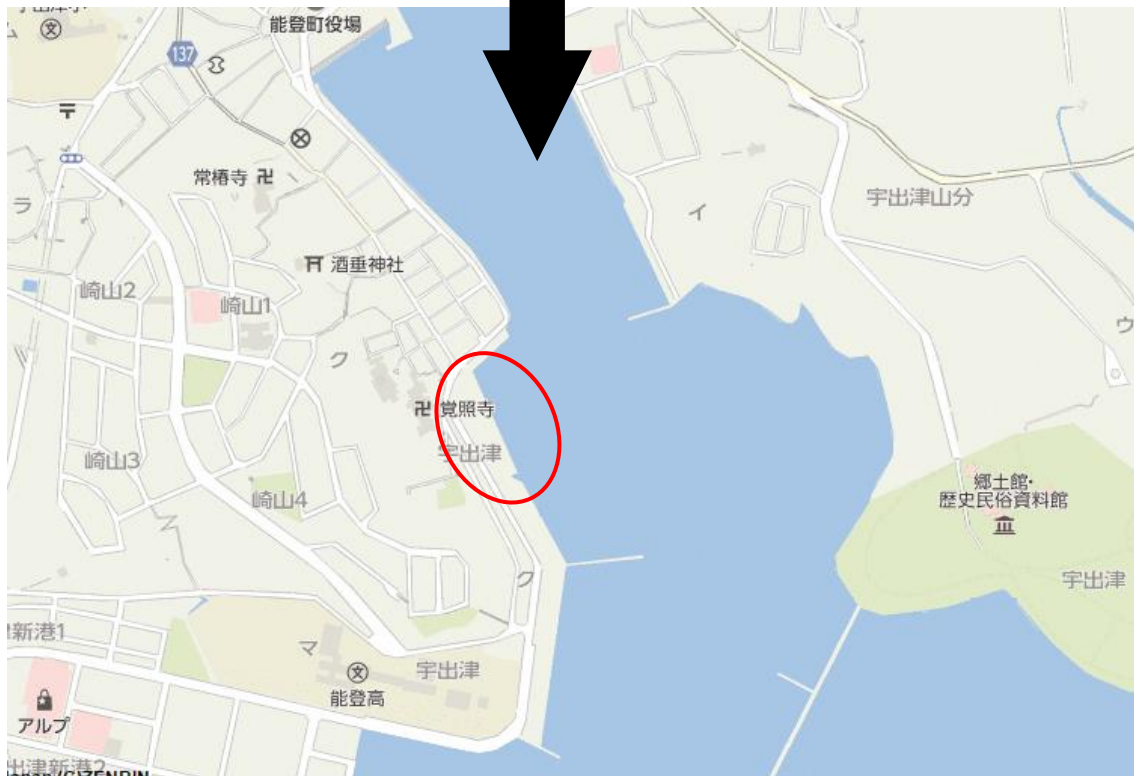 能登町役場
137
常椿寺
酒垂神社
イ
宇出津山分
ラ
崎山2
崎山1
ク
ウ
覚照寺
宇出津
崎山3
崎山4
郷土館・
歴史民俗資料館
ク
宇出津
新港1
マ
宇出津
文
能登高
アルプ
出津新港2